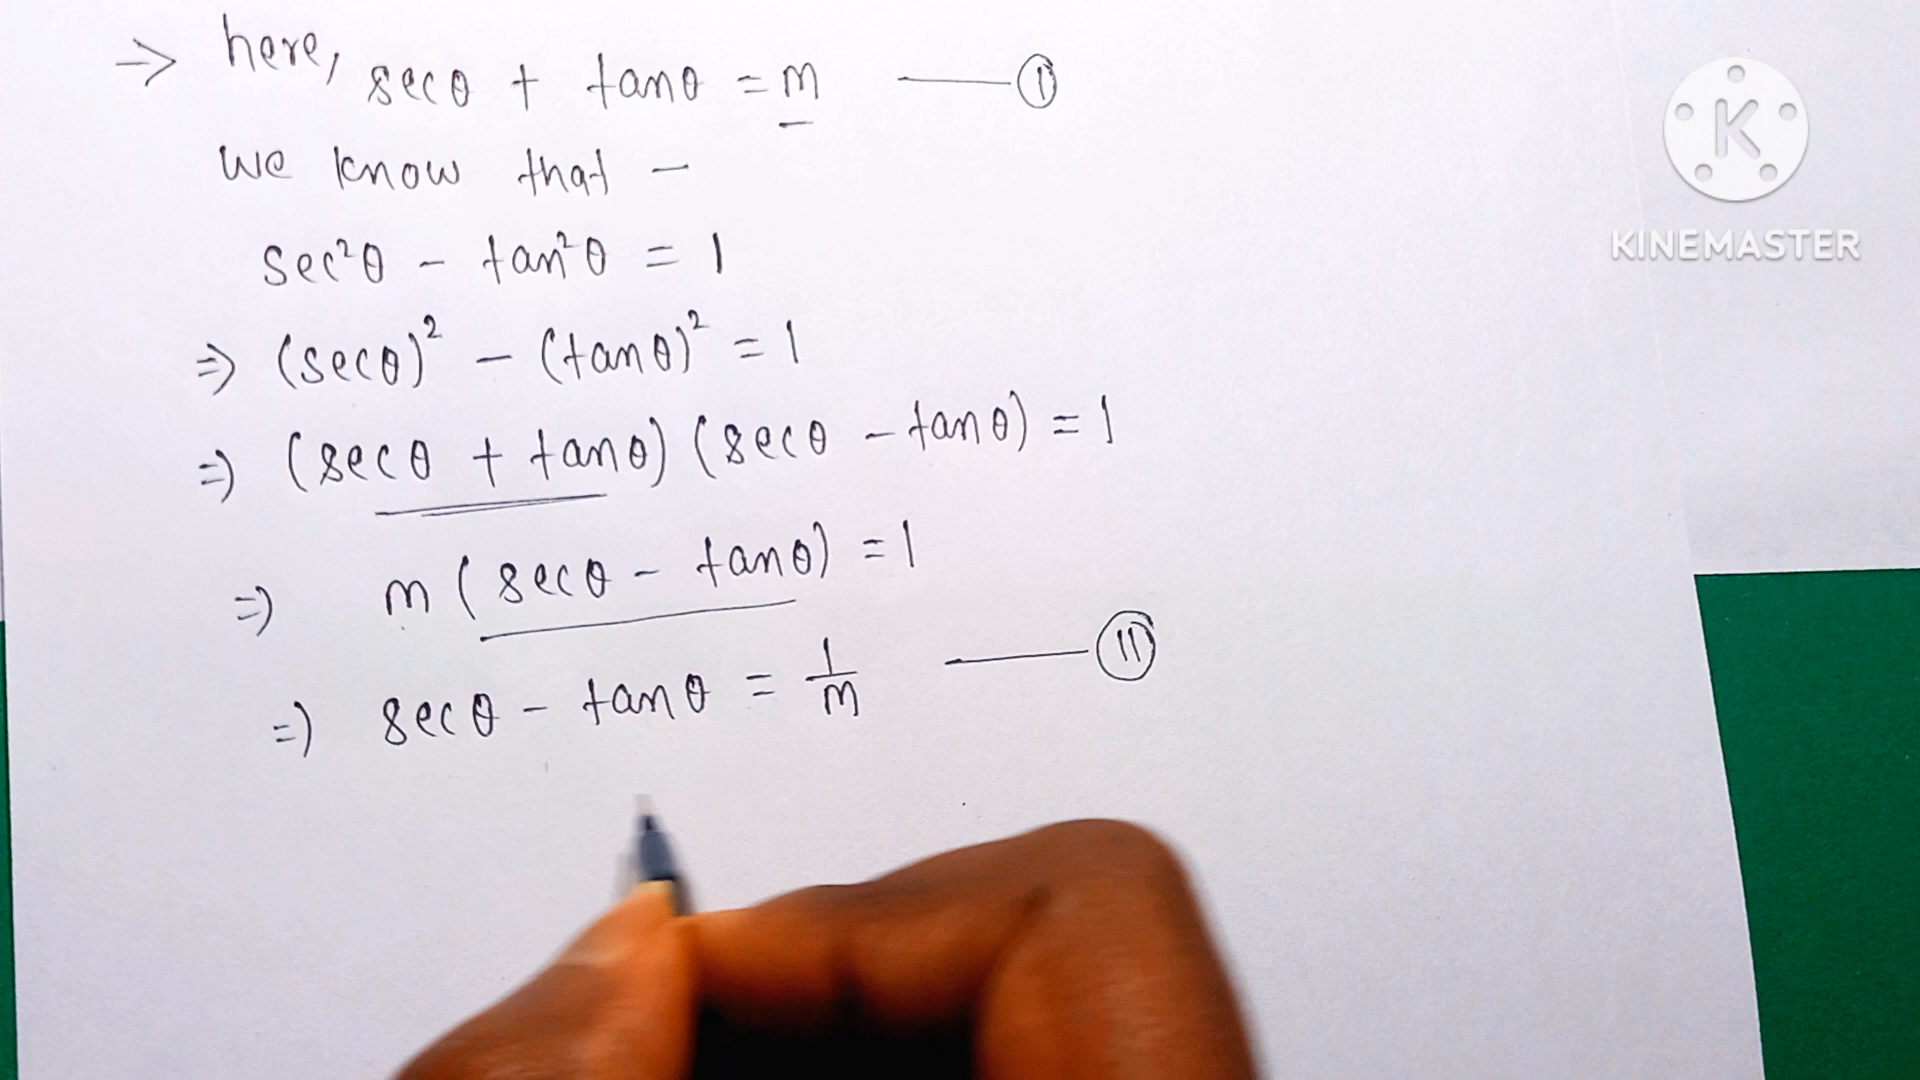 → here, secθ + tanθ = m —— Ⓘ
we know that –
sec²θ – tan²θ = 1
⇒ (secθ)² – (tanθ)² = 1
⇒ (secθ + tanθ) (secθ – tanθ) = 1
⇒ m (secθ – tanθ) = 1
⇒ secθ – tanθ = 1/m —— II
K
KINEMASTER